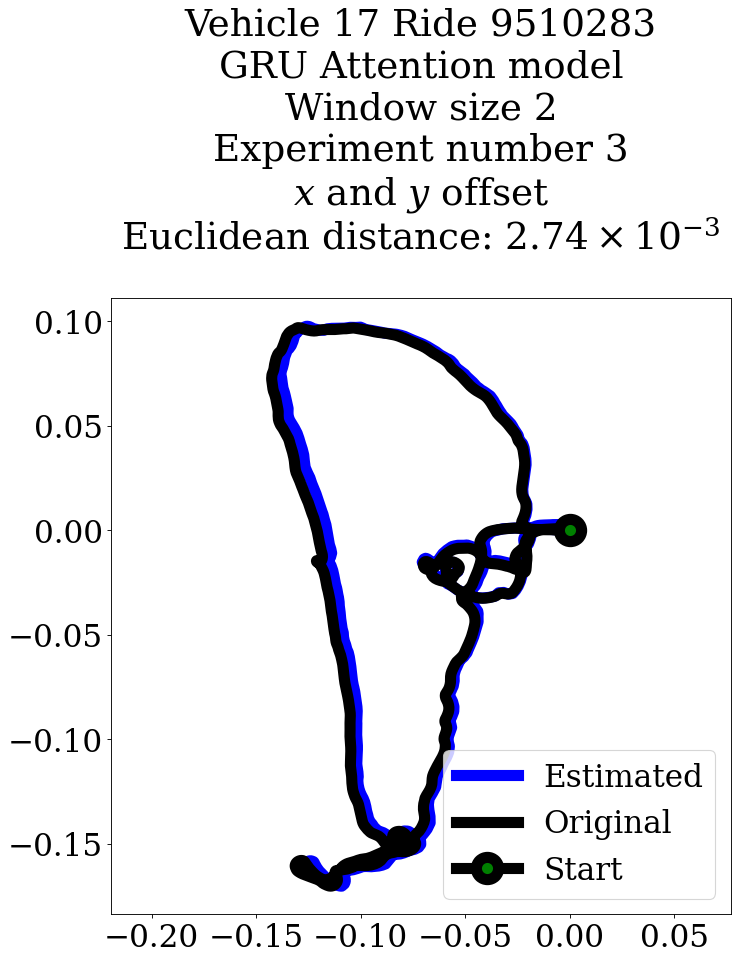 Vehicle 17 Ride 9510283
GRU Attention model
Window size 2
Experiment number 3
x and y offset
Euclidean distance: 2.74 × 10⁻³
0.10
0.05
0.00
−0.05
−0.10
−0.15
Estimated
Original
Start
−0.20 −0.15 −0.10 −0.05 0.00 0.05